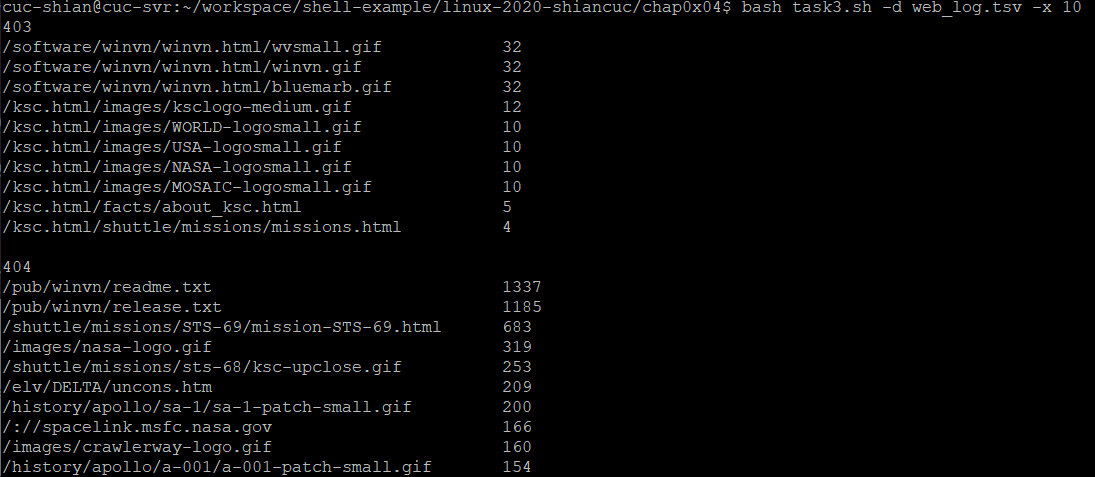 cuc-shian@cuc-svr:~/workspace/shell-example/linux-2020-shiancuc/chap0x04$ bash task3.sh -d web_log.tsv -x 10
403
/software/winvn/winvn.html/wvsmall.gif 32
/software/winvn/winvn.html/winvn.gif 32
/software/winvn/winvn.html/bluemarb.gif 32
/ksc.html/images/ksclogo-medium.gif 12
/ksc.html/images/WORLD-logosmall.gif 10
/ksc.html/images/USA-logosmall.gif 10
/ksc.html/images/NASA-logosmall.gif 10
/ksc.html/images/MOSAIC-logosmall.gif 10
/ksc.html/facts/about_ksc.html 5
/ksc.html/shuttle/missions/missions.html 4
404
/pub/winvn/readme.txt 1337
/pub/winvn/release.txt 1185
/shuttle/missions/STS-69/mission-STS-69.html 683
/images/nasa-logo.gif 319
/shuttle/missions/sts-68/ksc-upclose.gif 253
/elv/DELTA/uncons.htm 209
/history/apollo/sa-1/sa-1-patch-small.gif 200
/://spacelink.msfc.nasa.gov 166
/images/crawlerway-logo.gif 160
/history/apollo/a-001/a-001-patch-small.gif 154